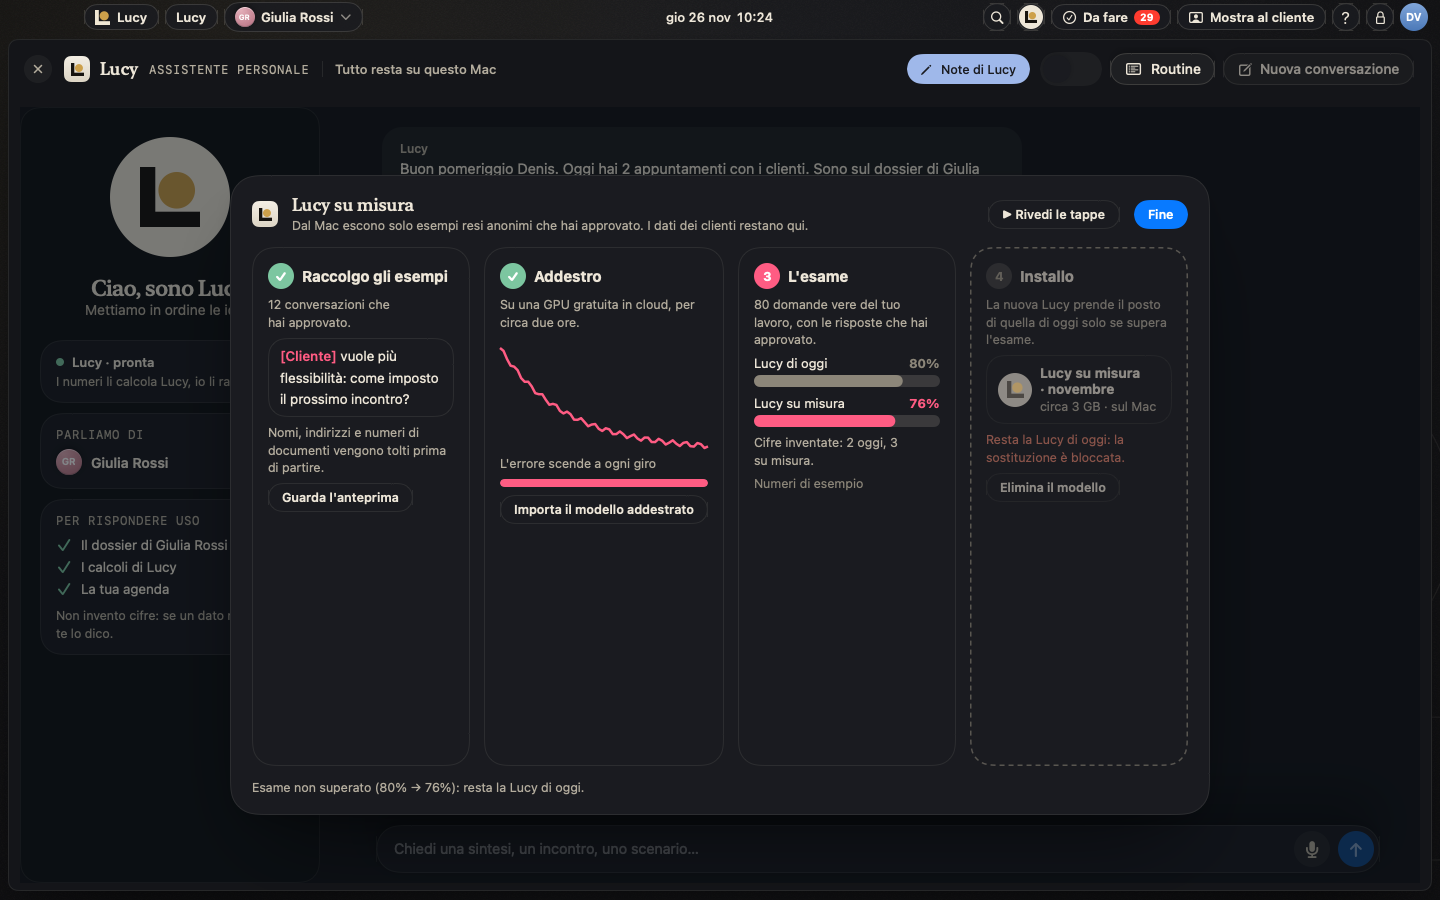 Lucy
Lucy
GR Giulia Rossi
gio 26 nov 10:24
Da fare 29
Mostra al cliente
?
DV
Lucy ASSISTENTE PERSONALE Tutto resta su questo Mac
Note di Lucy
Routine
Nuova conversazione
Lucy
Buon pomeriggio Denis. Oggi hai 2 appuntamenti con i clienti. Sono sul dossier di Giulia
Ciao, sono Luc
Mettiamo in ordine le i
Lucy · pronta
I numeri li calcola Lucy, io li ra
PARLIAMO DI
GR Giulia Rossi
PER RISPONDERE USO
Il dossier di Giulia Rossi
I calcoli di Lucy
La tua agenda
Non invento cifre: se un dato
te lo dico.
Lucy su misura
Dal Mac escono solo esempi resi anonimi che hai approvato. I dati dei clienti restano qui.
Rivedi le tappe
Fine
Raccolgo gli esempi
12 conversazioni che
hai approvato.
[Cliente] vuole più
flessibilità: come imposto
il prossimo incontro?
Nomi, indirizzi e numeri di
documenti vengono tolti prima
di partire.
Guarda l'anteprima
Addestro
Su una GPU gratuita in cloud, per
circa due ore.
L'errore scende a ogni giro
Importa il modello addestrato
3 L'esame
80 domande vere del tuo
lavoro, con le risposte che hai
approvato.
Lucy di oggi 80%
Lucy su misura 76%
Cifre inventate: 2 oggi, 3
su misura.
Numeri di esempio
4 Installo
La nuova Lucy prende il posto
di quella di oggi solo se supera
l'esame.
Lucy su misura
· novembre
circa 3 GB · sul Mac
Resta la Lucy di oggi: la
sostituzione è bloccata.
Elimina il modello
Esame non superato (80% → 76%): resta la Lucy di oggi.
Chiedi una sintesi, un incontro, uno scenario...